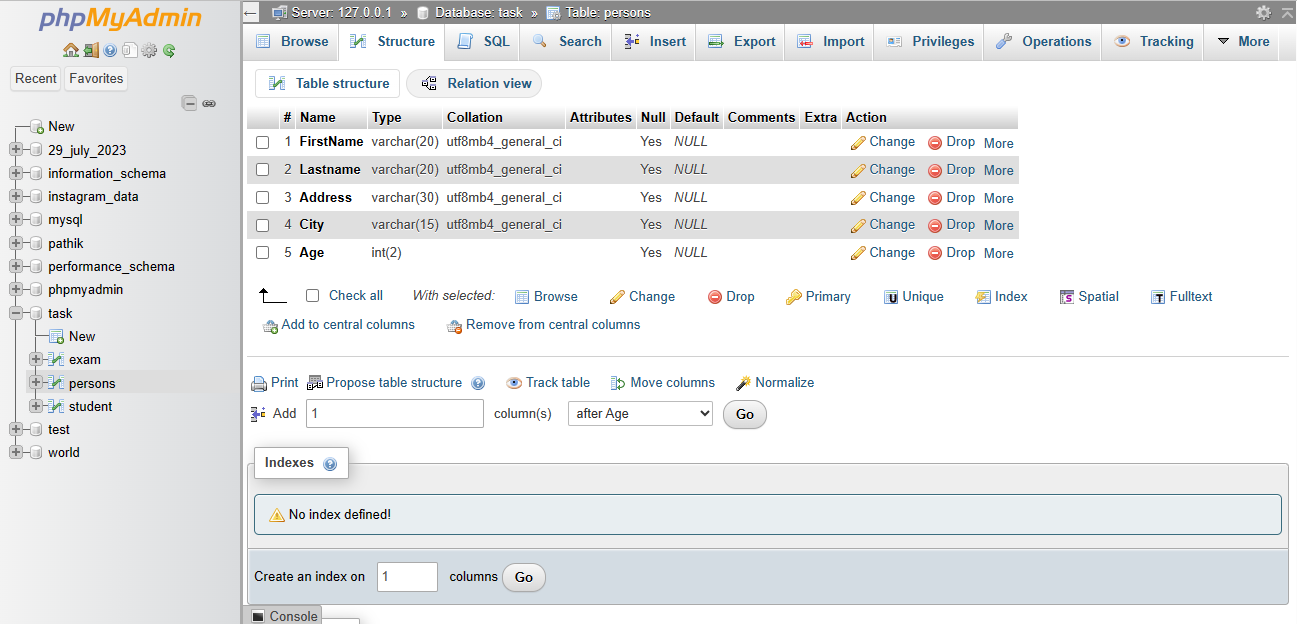 phpMyAdmin
Recent Favorites
New
29_july_2023
information_schema
instagram_data
mysql
pathik
performance_schema
phpmyadmin
task
New
exam
persons
student
test
world
Server: 127.0.0.1 » Database: task » Table: persons
Browse Structure SQL Search Insert Export Import Privileges Operations Tracking More
Table structure Relation view
# Name Type Collation Attributes Null Default Comments Extra Action
1 FirstName varchar(20) utf8mb4_general_ci Yes NULL Change Drop More
2 Lastname varchar(20) utf8mb4_general_ci Yes NULL Change Drop More
3 Address varchar(30) utf8mb4_general_ci Yes NULL Change Drop More
4 City varchar(15) utf8mb4_general_ci Yes NULL Change Drop More
5 Age int(2) Yes NULL Change Drop More
Check all With selected: Browse Change Drop Primary Unique Index Spatial Fulltext
Add to central columns Remove from central columns
Print Propose table structure Track table Move columns Normalize
Add 1 column(s) after Age Go
Indexes
No index defined!
Create an index on 1 columns Go
Console